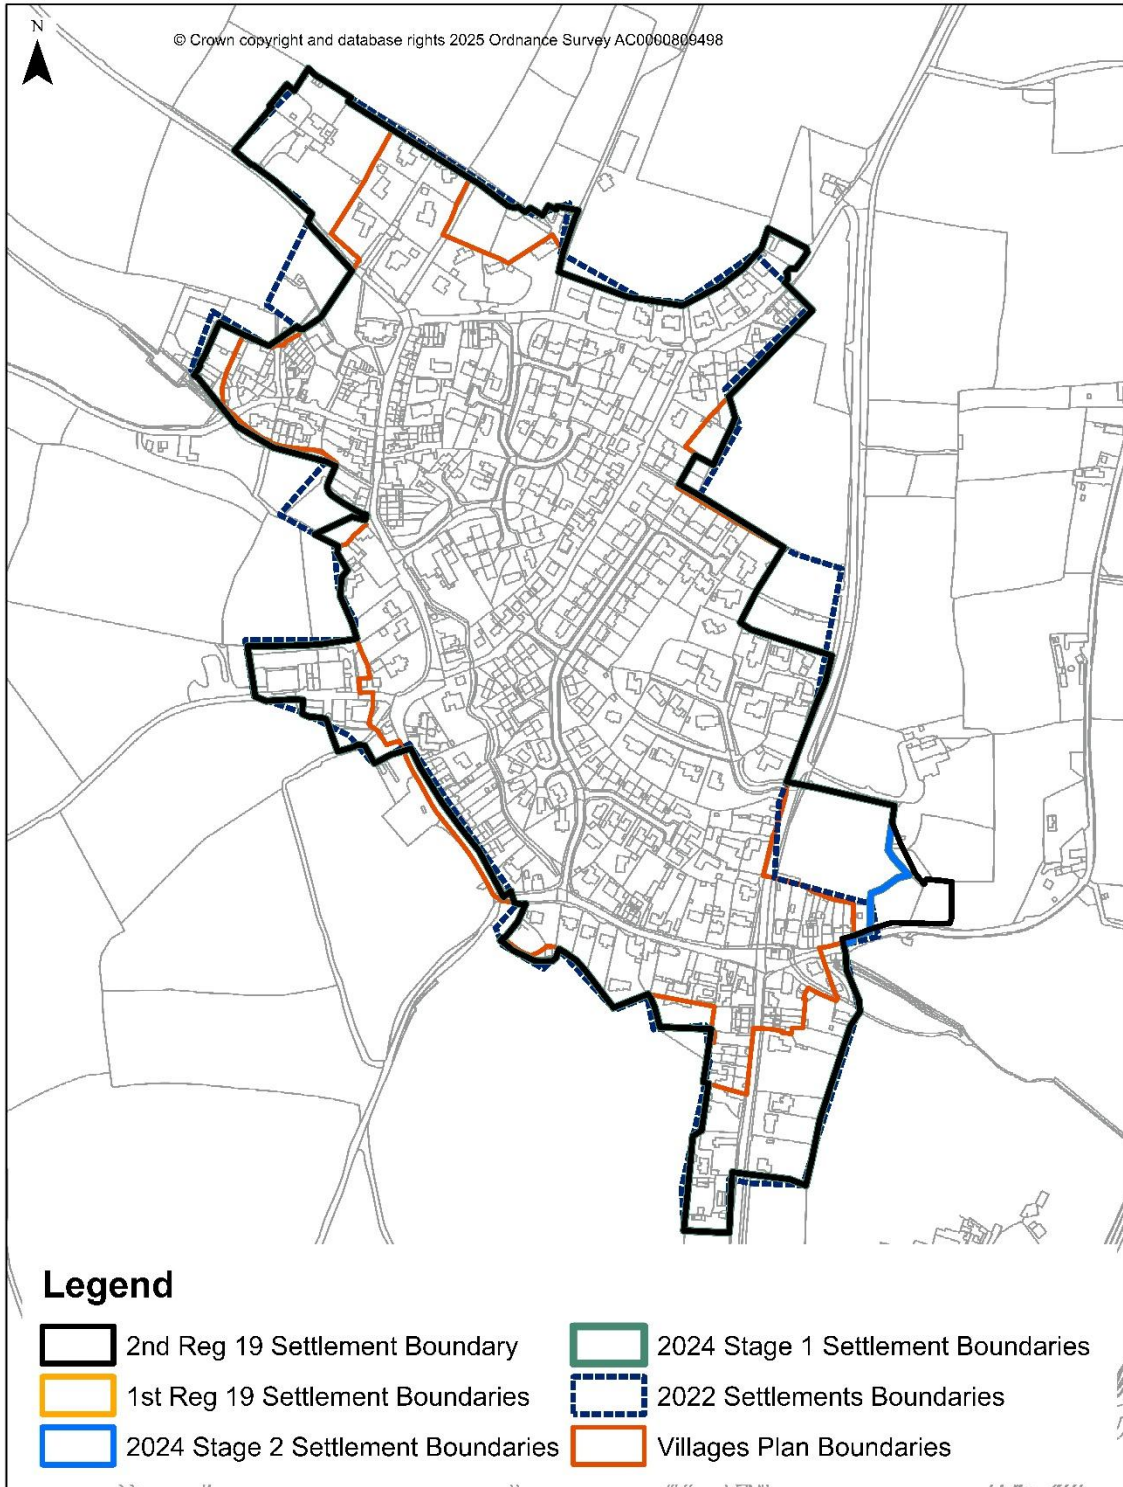 N
© Crown copyright and database rights 2025 Ordnance Survey AC0000809498
Legend
2nd Reg 19 Settlement Boundary
2024 Stage 1 Settlement Boundaries
1st Reg 19 Settlement Boundaries
2022 Settlements Boundaries
2024 Stage 2 Settlement Boundaries
Villages Plan Boundaries